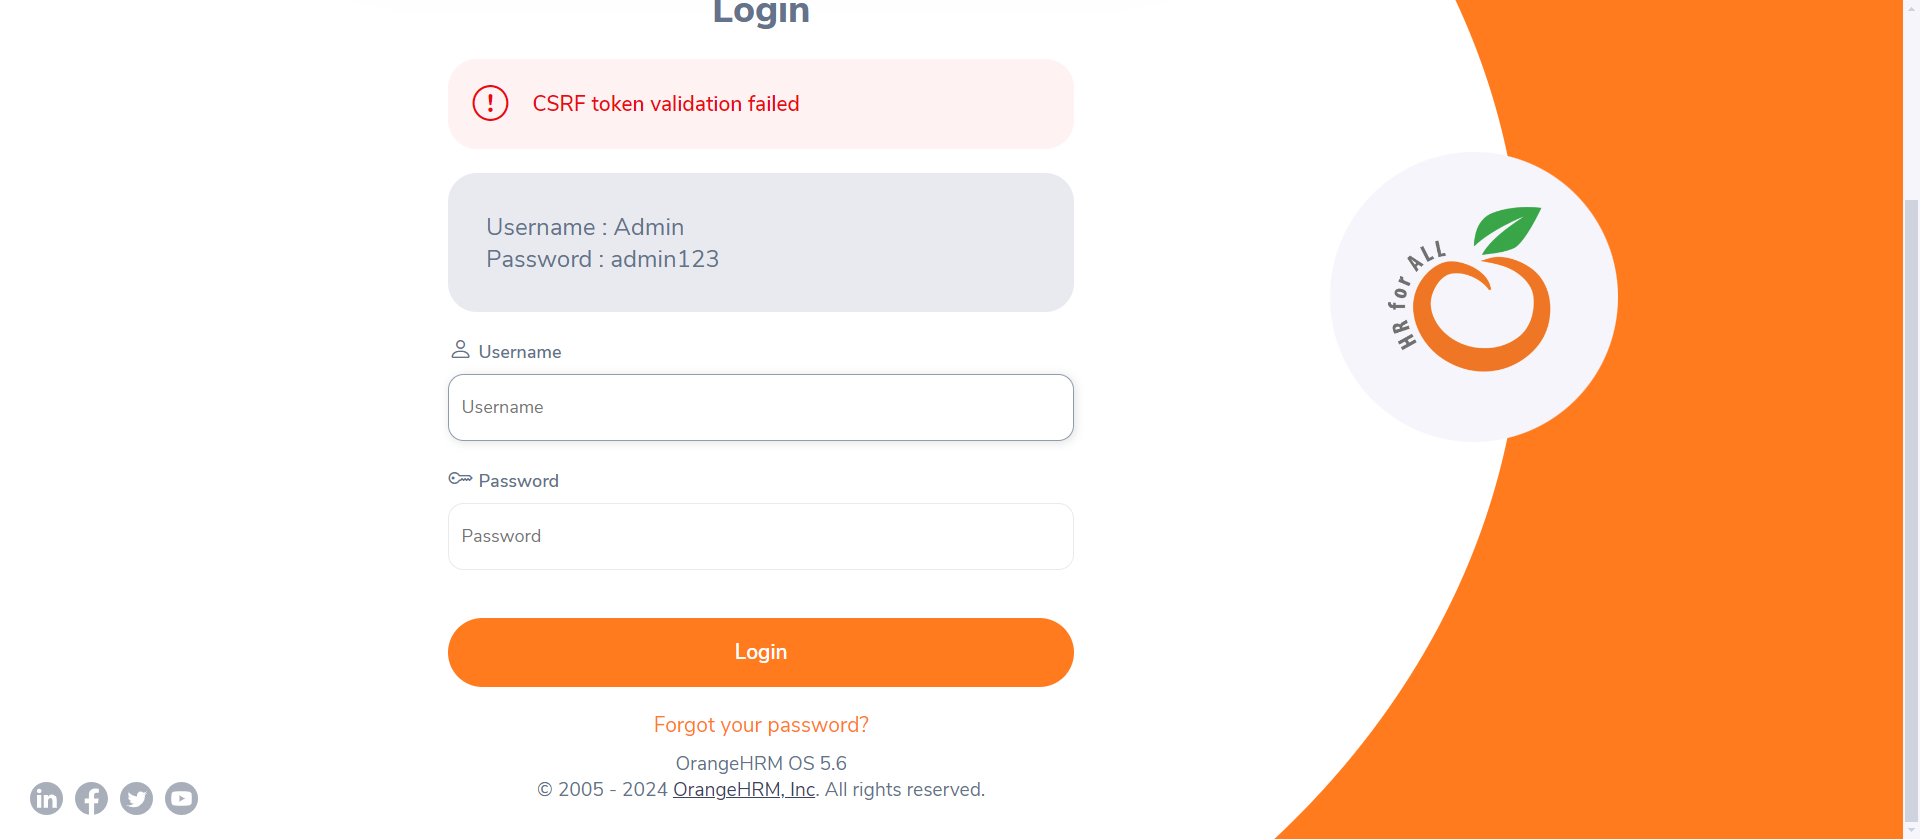 Login
CSRF token validation failed
Username : Admin
Password : admin123
Username
Username
Password
Password
Login
Forgot your password?
OrangeHRM OS 5.6
© 2005 - 2024 OrangeHRM, Inc. All rights reserved.
HR for ALL